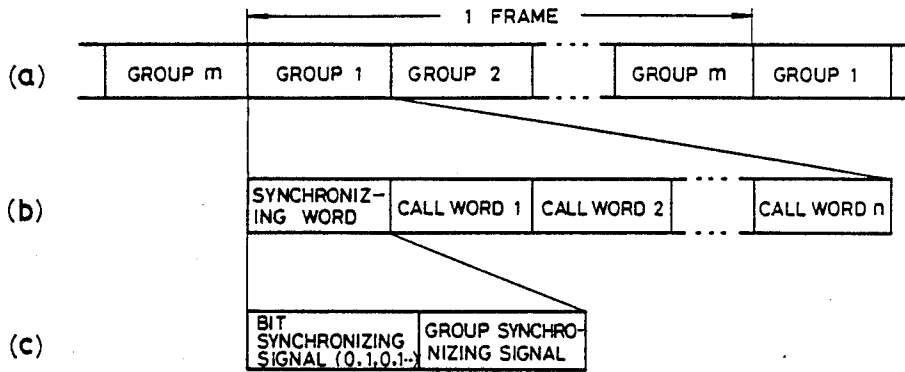 1 FRAME
(a)
GROUP m
GROUP 1
GROUP 2
GROUP m
GROUP 1
(b)
SYNCHRONIZ-
ING WORD
CALL WORD 1
CALL WORD 2
CALL WORD n
(c)
BIT
SYNCHRONIZING
SIGNAL (0.1,0.1--)
GROUP SYNCHRO-
NIZING SIGNAL